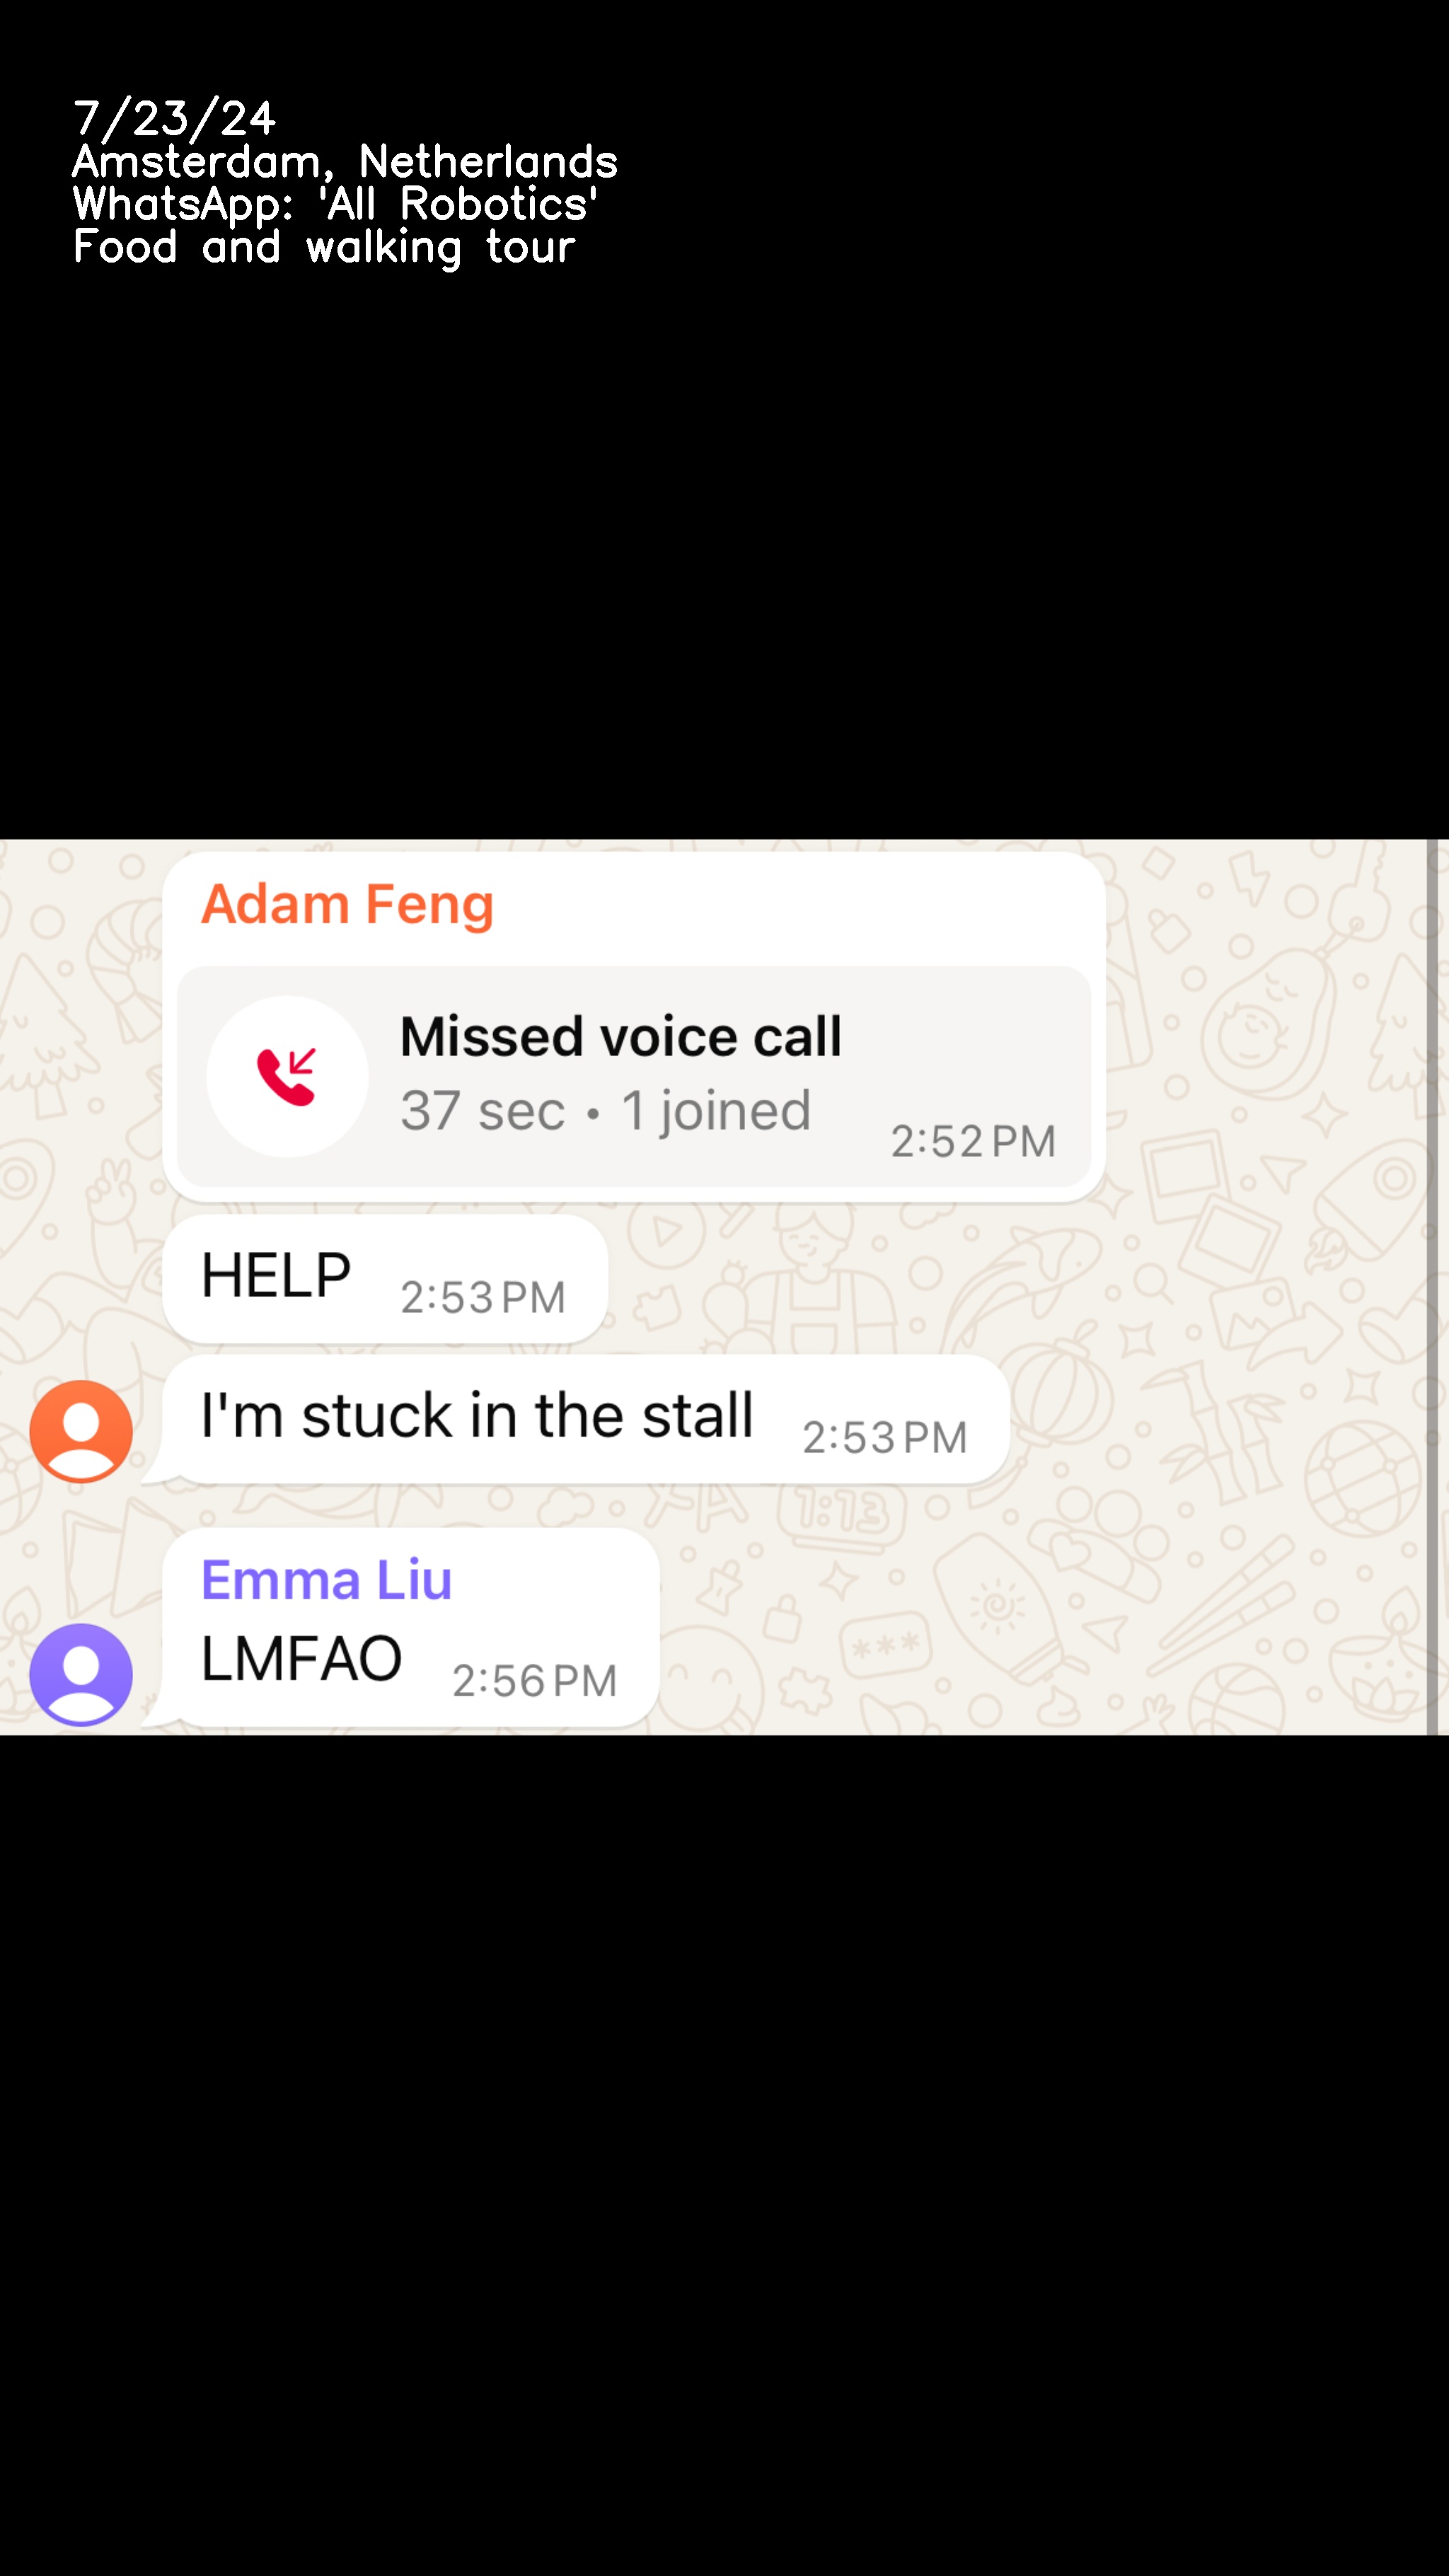 7/23/24
Amsterdam, Netherlands
WhatsApp: 'All Robotics'
Food and walking tour
Adam Feng
Missed voice call
37 sec • 1 joined
2:52 PM
HELP 2:53 PM
I'm stuck in the stall 2:53 PM
Emma Liu
LMFAO 2:56 PM
1:13
***